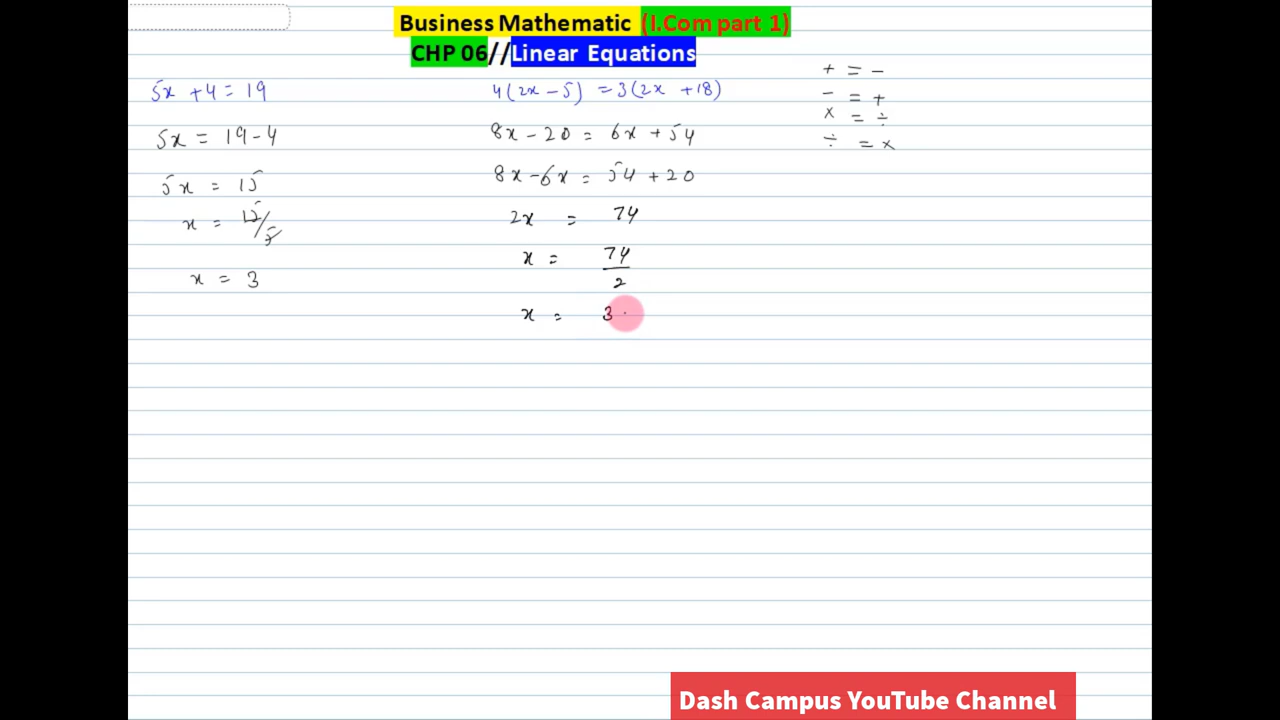 Business Mathematic (I.Com part 1)
CHP 06//Linear Equations
5x + 4 = 19
5x = 19 - 4
5x = 15
x = 15/5
x = 3
4(2x - 5) = 3(2x + 18)
8x - 20 = 6x + 54
8x - 6x = 54 + 20
2x = 74
x = 74/2
x = 3
+ = -
- = +
x = ÷
÷ = x
Dash Campus YouTube Channel